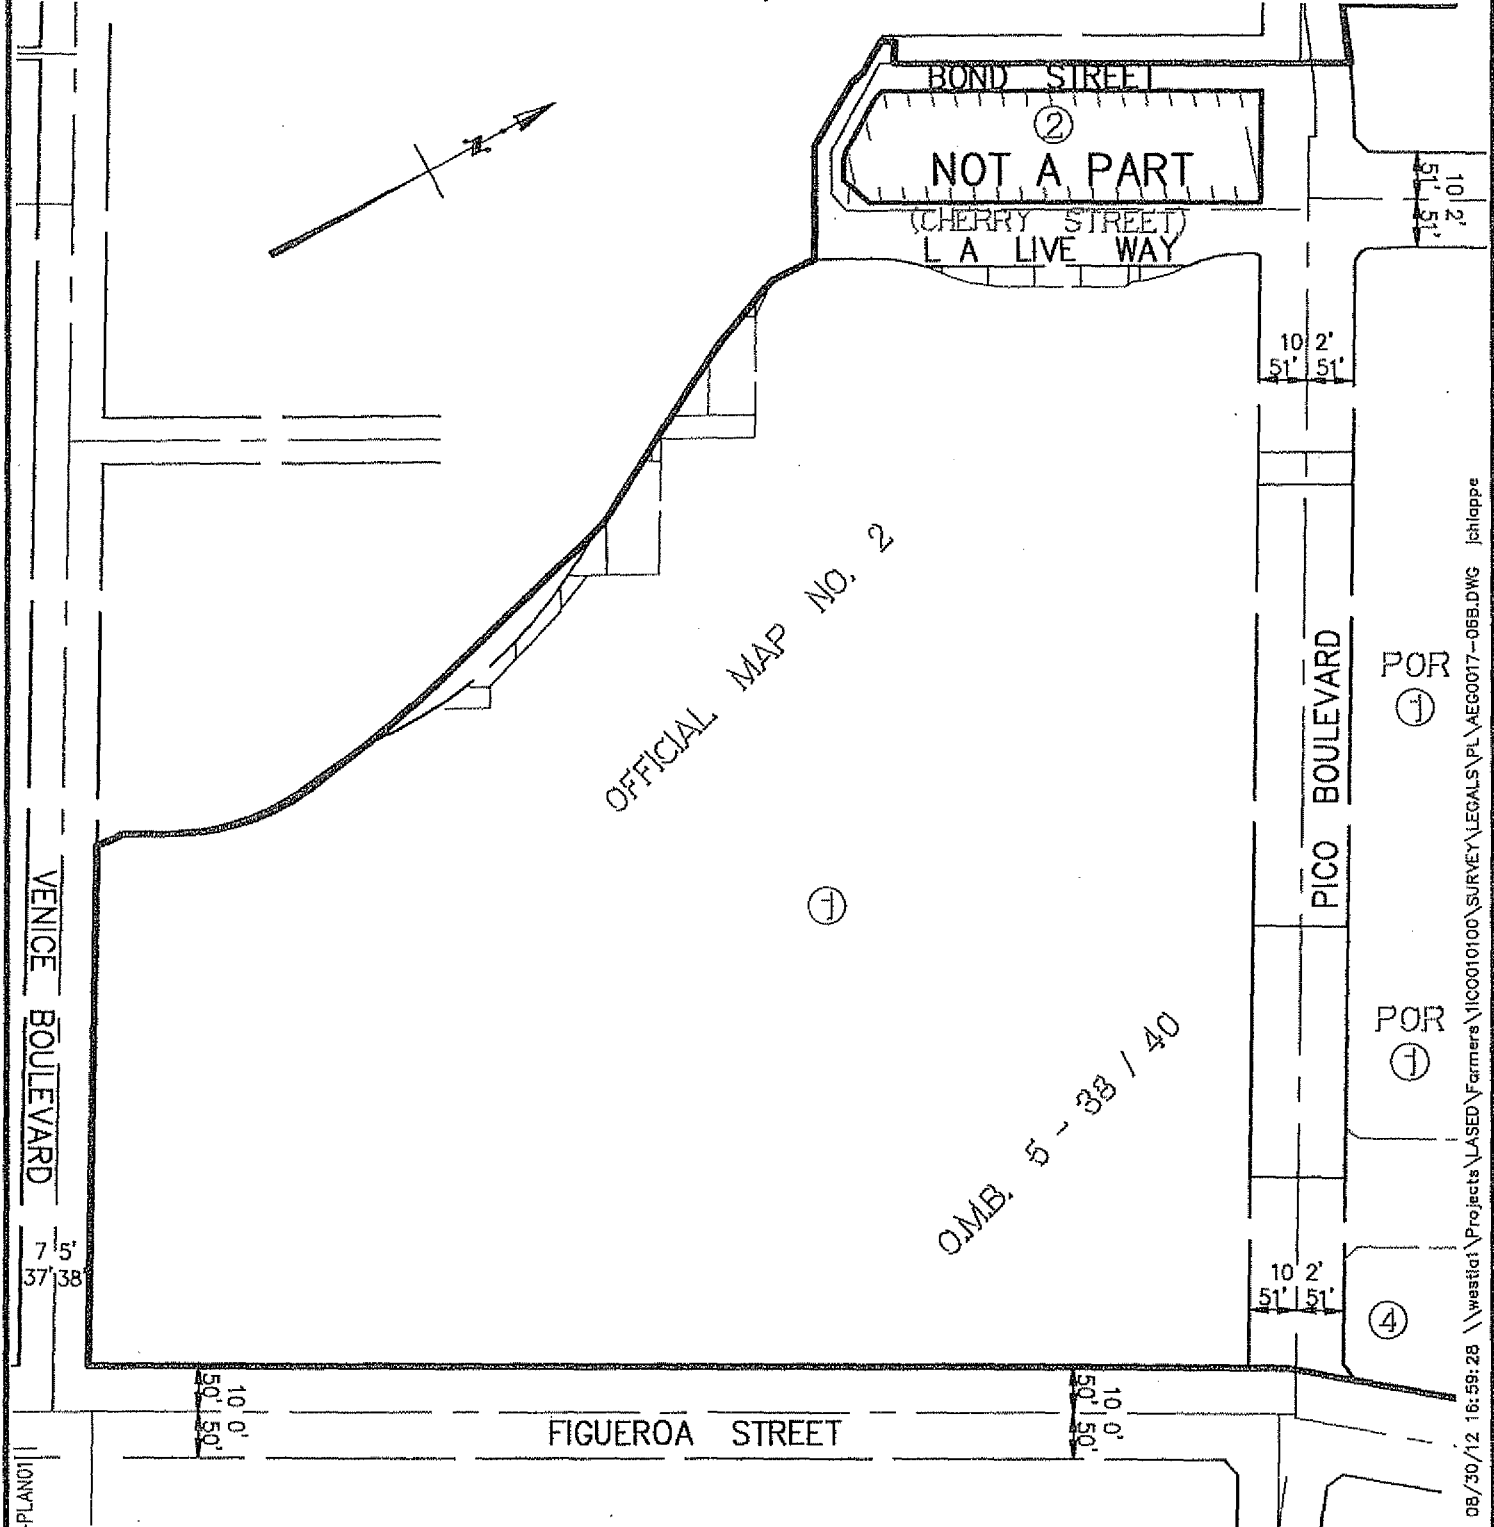 BOND STREET
2
NOT A PART
(CHERRY STREET)
L A LIVE WAY
N.
10 2'
51' 51'
10 2'
51' 51'
OFFICIAL MAP NO. 2
1
O.M.B. 5 - 38 / 40
PICO BOULEVARD
POR
1
POR
1
VENICE BOULEVARD
7 5'
37' 38'
10 2'
51' 51'
4
10 0'
50' 50'
FIGUEROA STREET
10 0'
50' 50'
-PLAN01
08/30/12 16:59:28 \\westla1\Projects\LASED\Farmers\1IC0010100\SURVEY\LEGALS\PL\AEG0017-06B.DWG jchiappe